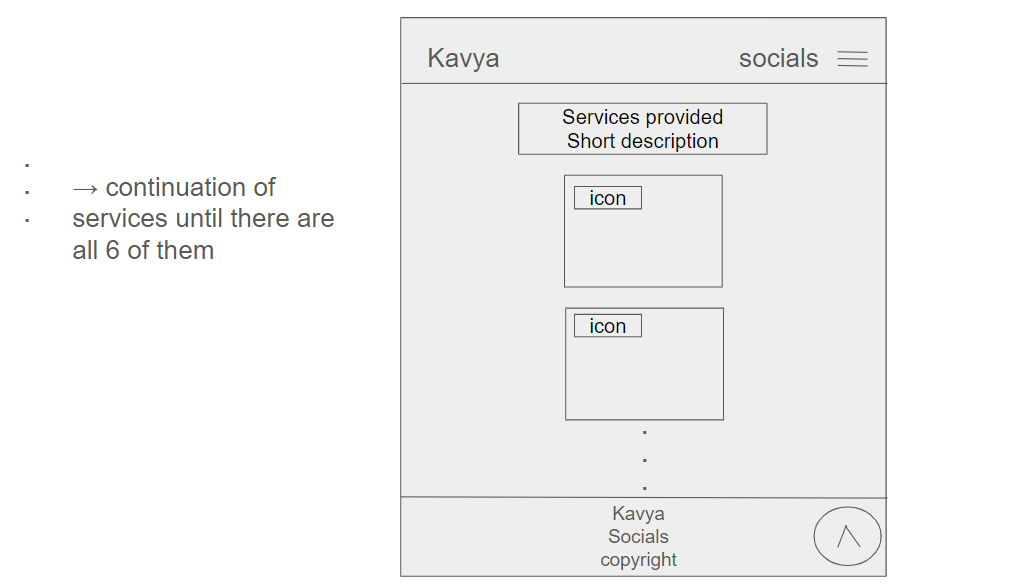 → continuation of
services until there are
all 6 of them
Kavya
socials
Services provided
Short description
icon
icon
Kavya
Socials
copyright